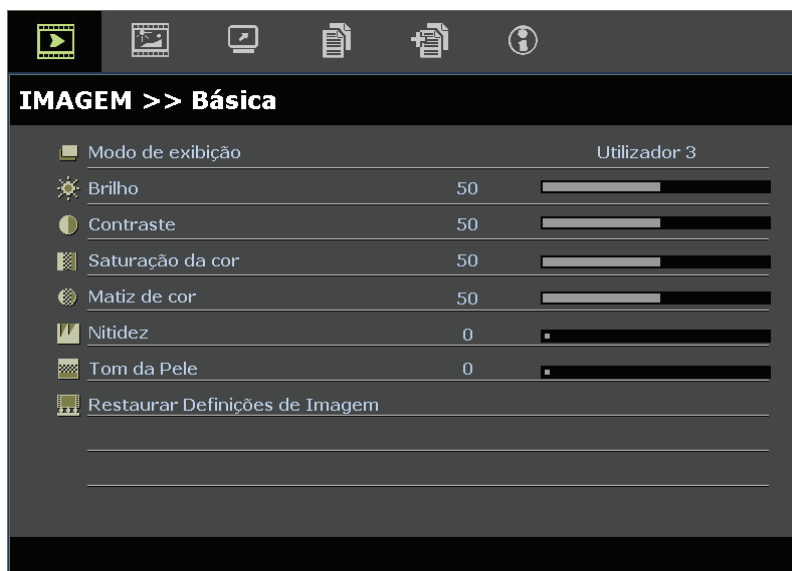 IMAGEM >> Básica
Modo de exibição Utilizador 3
Brilho 50
Contraste 50
Saturação da cor 50
Matiz de cor 50
Nitidez 0
Tom da Pele 0
Restaurar Definições de Imagem